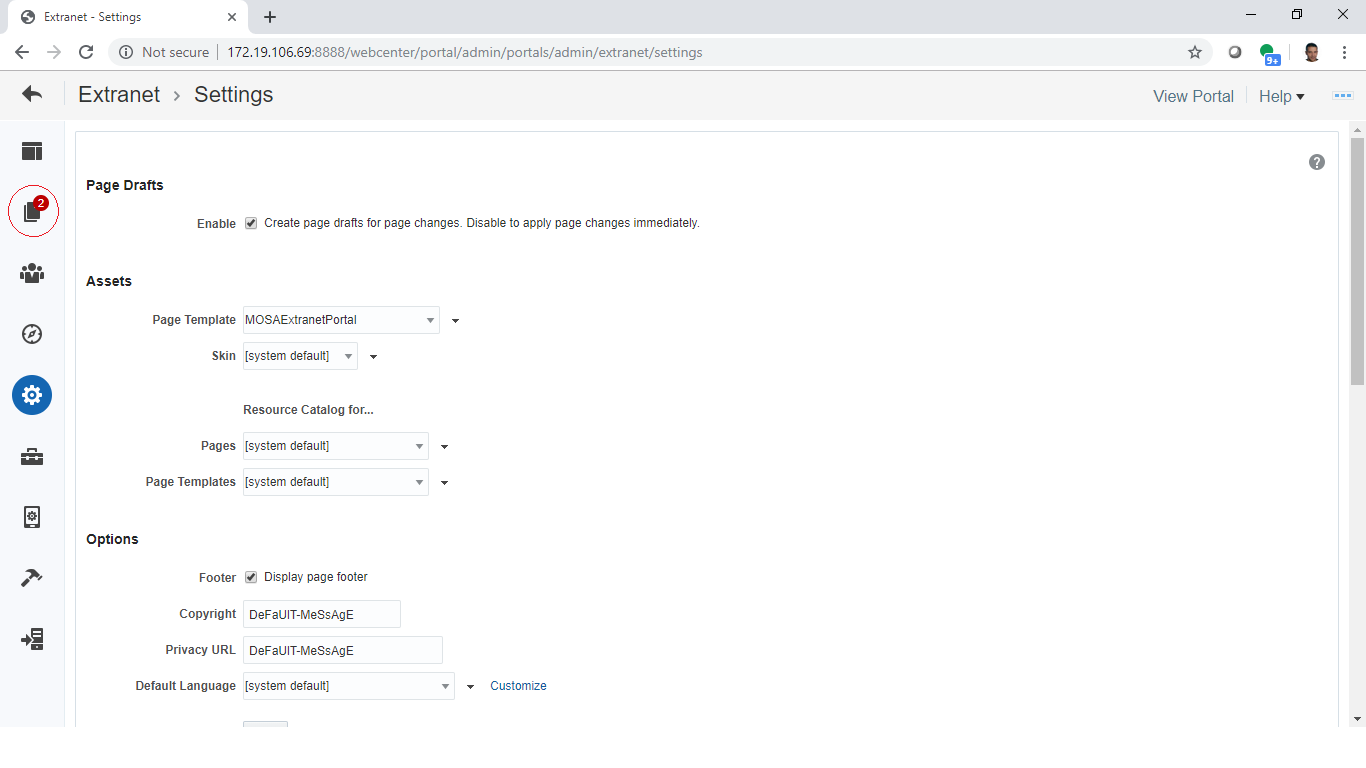 Extranet - Settings
Not secure
172.19.106.69:8888/webcenter/portal/admin/portals/admin/extranet/settings
9+
Extranet > Settings
View Portal
Help
2
?
Page Drafts
Enable Create page drafts for page changes. Disable to apply page changes immediately.
Assets
Page Template MOSAExtranetPortal
Skin [system default]
Resource Catalog for...
Pages [system default]
Page Templates [system default]
Options
Footer Display page footer
Copyright DeFaUlT-MeSsAgE
Privacy URL DeFaUlT-MeSsAgE
Default Language [system default] Customize